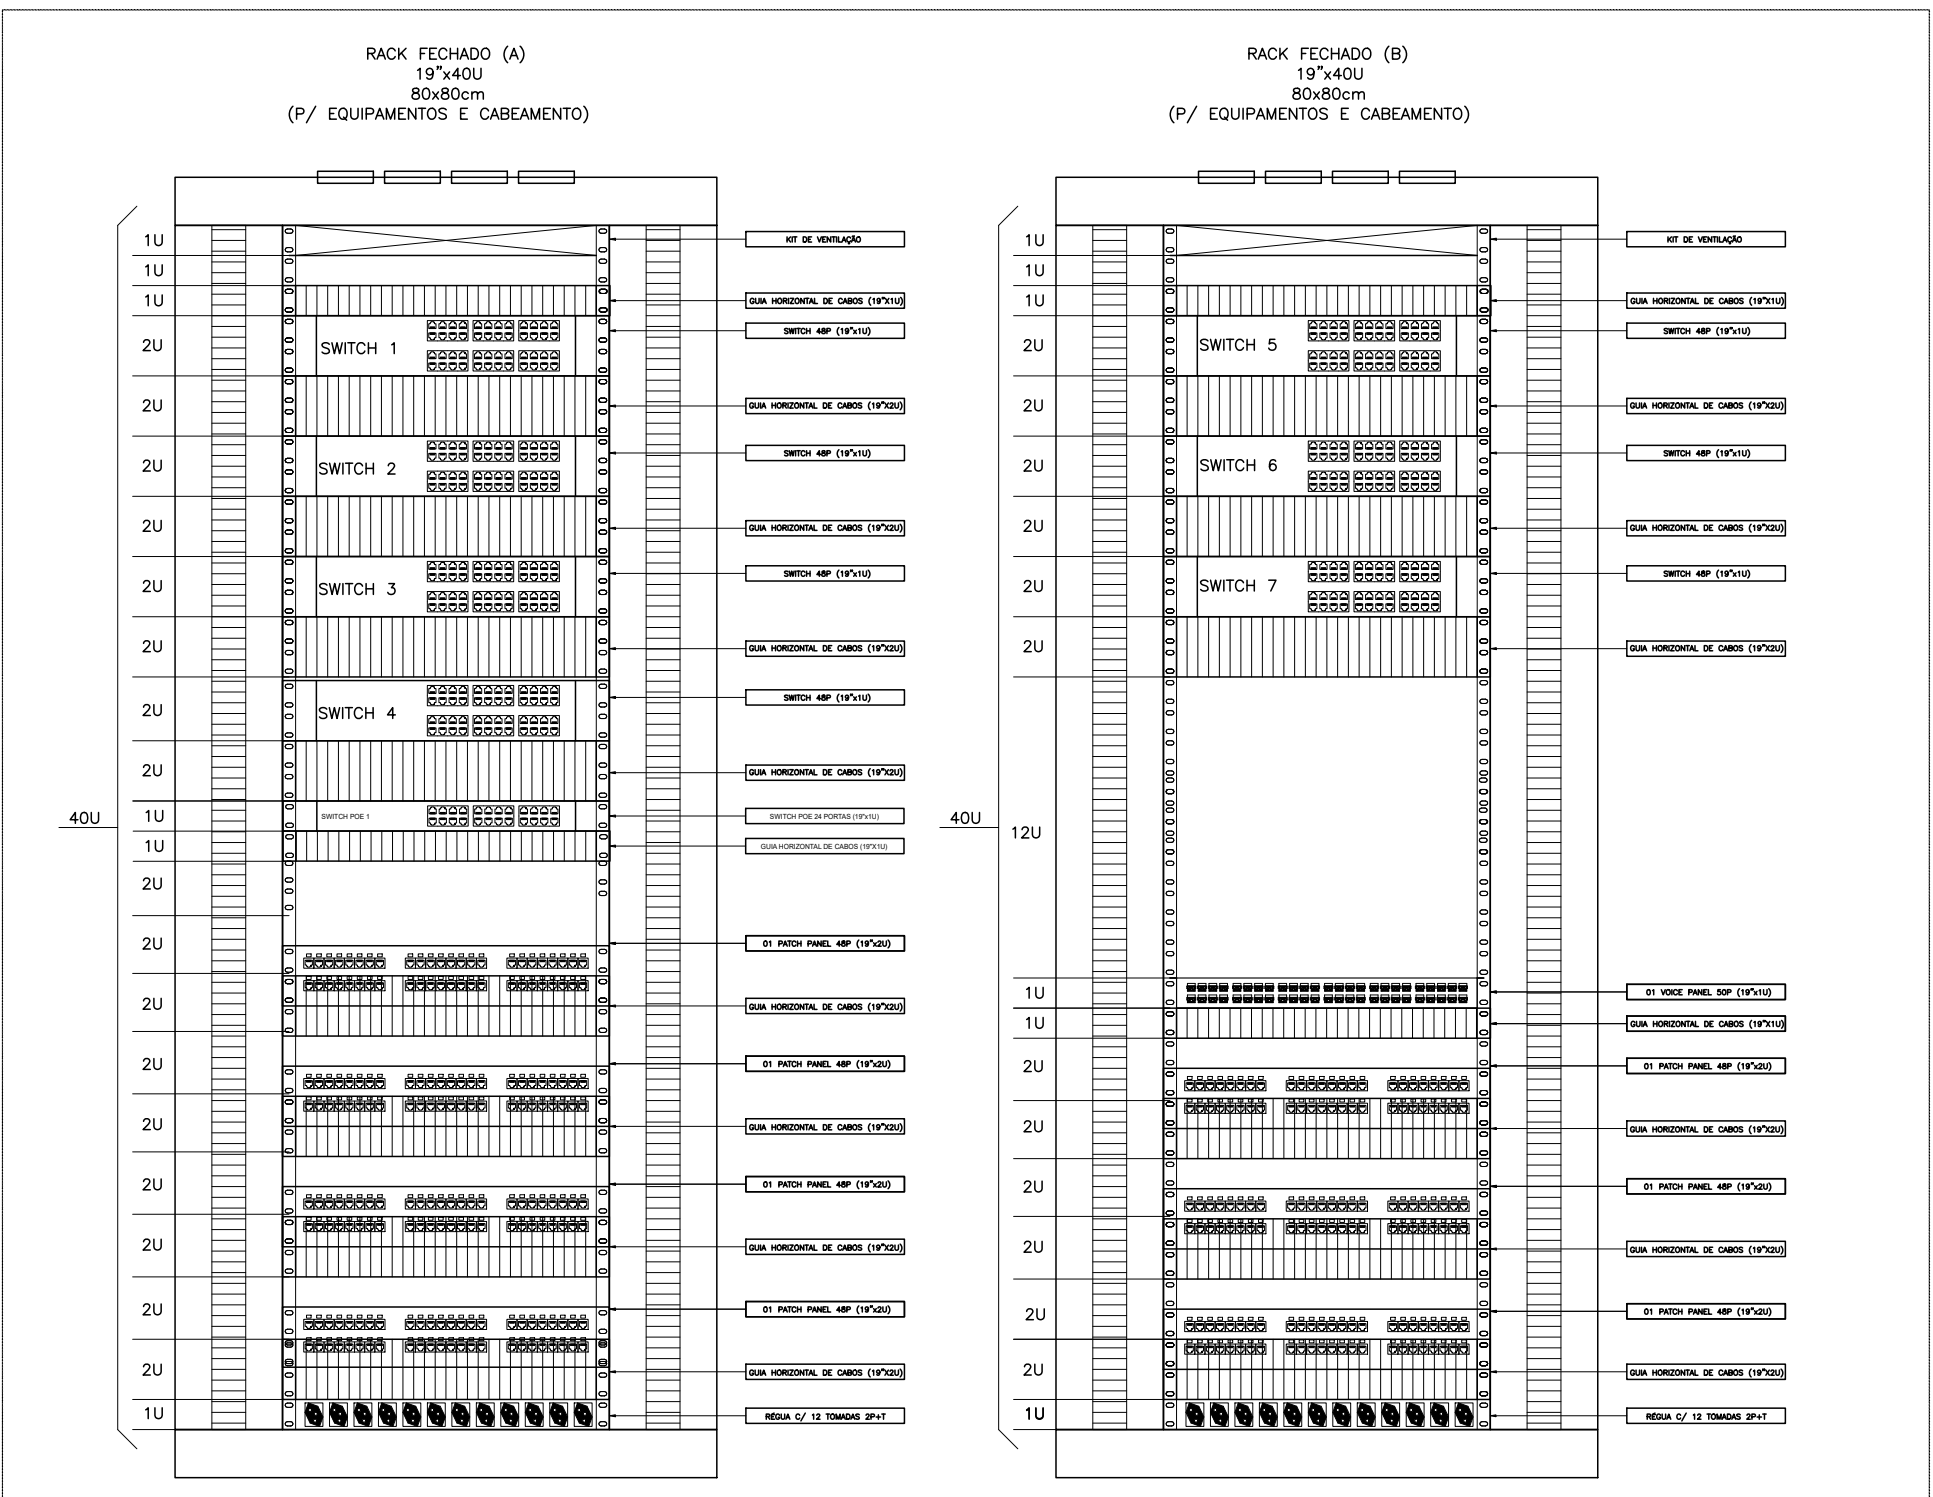 RACK FECHADO (A)
19"x40U
80x80cm
(P/ EQUIPAMENTOS E CABEAMENTO)
1U
KIT DE VENTILAÇÃO
1U
1U
GUIA HORIZONTAL DE CABOS (19"X1U)
2U
SWITCH 1
SWITCH 48P (19"x1U)
2U
GUIA HORIZONTAL DE CABOS (19"X2U)
2U
SWITCH 2
SWITCH 48P (19"x1U)
2U
GUIA HORIZONTAL DE CABOS (19"X2U)
2U
SWITCH 3
SWITCH 48P (19"x1U)
2U
GUIA HORIZONTAL DE CABOS (19"X2U)
2U
SWITCH 4
SWITCH 48P (19"x1U)
2U
GUIA HORIZONTAL DE CABOS (19"X2U)
40U
1U
SWITCH POE 1
SWITCH POE 24 PORTAS (19"x1U)
1U
GUIA HORIZONTAL DE CABOS (19"X1U)
2U
2U
01 PATCH PANEL 48P (19"x2U)
2U
GUIA HORIZONTAL DE CABOS (19"X2U)
2U
01 PATCH PANEL 48P (19"x2U)
2U
GUIA HORIZONTAL DE CABOS (19"X2U)
2U
01 PATCH PANEL 48P (19"x2U)
2U
GUIA HORIZONTAL DE CABOS (19"X2U)
2U
01 PATCH PANEL 48P (19"x2U)
2U
GUIA HORIZONTAL DE CABOS (19"X2U)
1U
RÉGUA C/ 12 TOMADAS 2P+T
RACK FECHADO (B)
19"x40U
80x80cm
(P/ EQUIPAMENTOS E CABEAMENTO)
1U
KIT DE VENTILAÇÃO
1U
1U
GUIA HORIZONTAL DE CABOS (19"X1U)
2U
SWITCH 5
SWITCH 48P (19"x1U)
2U
GUIA HORIZONTAL DE CABOS (19"X2U)
2U
SWITCH 6
SWITCH 48P (19"x1U)
2U
GUIA HORIZONTAL DE CABOS (19"X2U)
2U
SWITCH 7
SWITCH 48P (19"x1U)
2U
GUIA HORIZONTAL DE CABOS (19"X2U)
40U
12U
1U
01 VOICE PANEL 50P (19"x1U)
1U
GUIA HORIZONTAL DE CABOS (19"X1U)
2U
01 PATCH PANEL 48P (19"x2U)
2U
GUIA HORIZONTAL DE CABOS (19"X2U)
2U
01 PATCH PANEL 48P (19"x2U)
2U
GUIA HORIZONTAL DE CABOS (19"X2U)
2U
01 PATCH PANEL 48P (19"x2U)
2U
GUIA HORIZONTAL DE CABOS (19"X2U)
1U
RÉGUA C/ 12 TOMADAS 2P+T